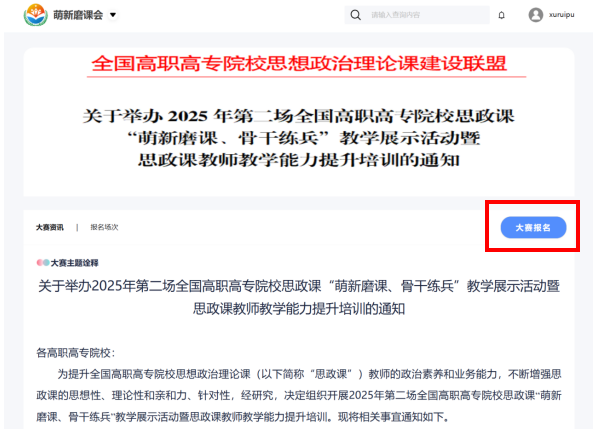 萌新磨课会
请输入查询内容
xuruipu
全国高职高专院校思想政治理论课建设联盟
关于举办 2025 年第二场全国高职高专院校思政课
“萌新磨课、骨干练兵”教学展示活动暨
思政课教师教学能力提升培训的通知
大赛资讯 | 报名场次
大赛报名
大赛主题诠释
关于举办2025年第二场全国高职高专院校思政课“萌新磨课、骨干练兵”教学展示活动暨
思政课教师教学能力提升培训的通知
各高职高专院校：
为提升全国高职高专院校思想政治理论课（以下简称“思政课”）教师的政治素养和业务能力，不断增强思
政课的思想性、理论性和亲和力、针对性，经研究，决定组织开展2025年第二场全国高职高专院校思政课“萌新
磨课、骨干练兵”教学展示活动暨思政课教师教学能力提升培训。现将相关事宜通知如下。